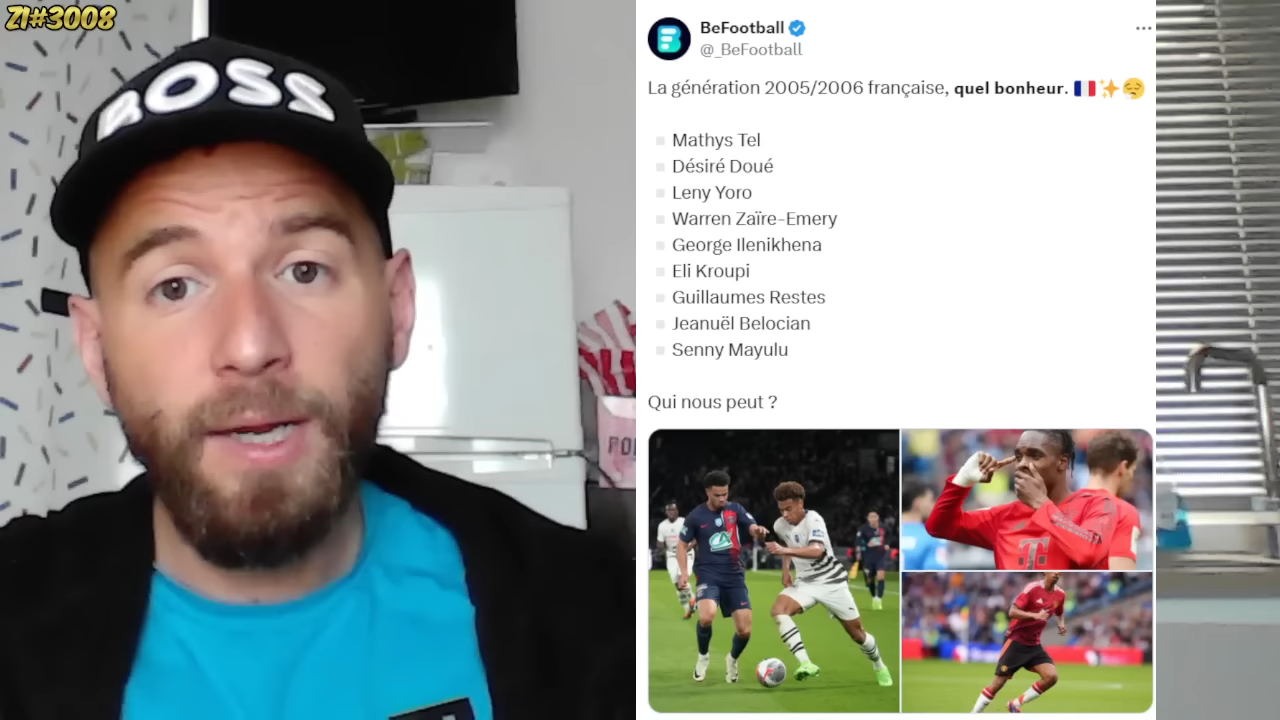 ZI#3008
BOSS
BeFootball
@_BeFootball
La génération 2005/2006 française, quel bonheur. 🇫🇷✨😮‍💨
Mathys Tel
Désiré Doué
Leny Yoro
Warren Zaïre-Emery
George Ilenikhena
Eli Kroupi
Guillaumes Restes
Jeanuël Belocian
Senny Mayulu
Qui nous peut ?